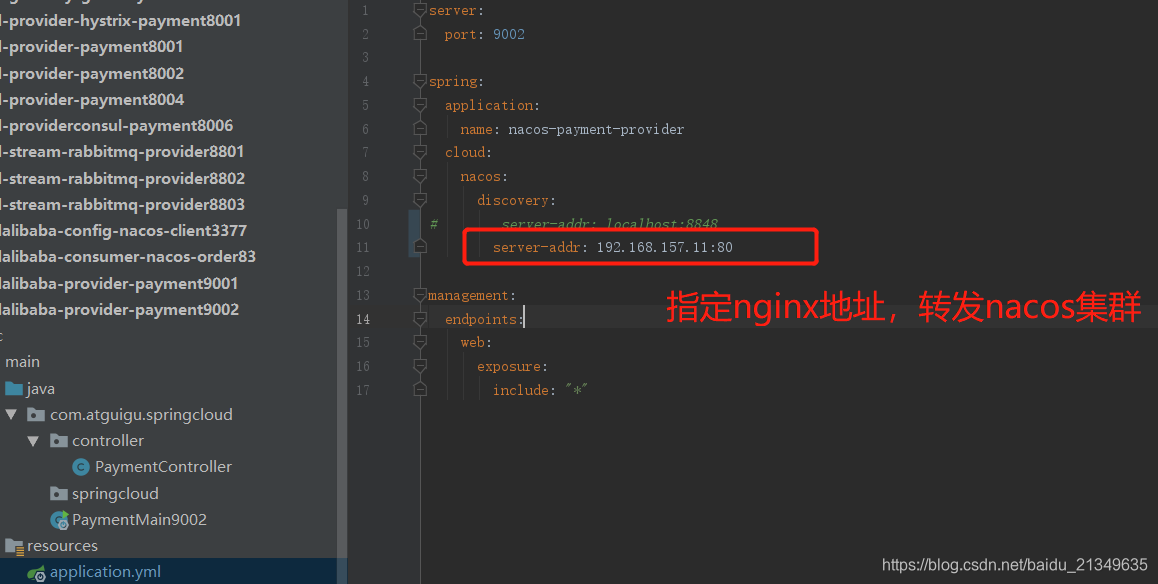 l-provider-hystrix-payment8001
l-provider-payment8001
l-provider-payment8002
l-provider-payment8004
l-providerconsul-payment8006
l-stream-rabbitmq-provider8801
l-stream-rabbitmq-provider8802
l-stream-rabbitmq-provider8803
lalibaba-config-nacos-client3377
lalibaba-consumer-nacos-order83
lalibaba-provider-payment9001
lalibaba-provider-payment9002
main
java
com.atguigu.springcloud
controller
PaymentController
springcloud
PaymentMain9002
resources
application.yml
1 server:
2 port: 9002
3
4 spring:
5 application:
6 name: nacos-payment-provider
7 cloud:
8 nacos:
9 discovery:
10 # server-addr: localhost:8848
11 server-addr: 192.168.157.11:80
12
13 management:
14 endpoints:
15 web:
16 exposure:
17 include: "*"
指定nginx地址，转发nacos集群
https://blog.csdn.net/baidu_21349635